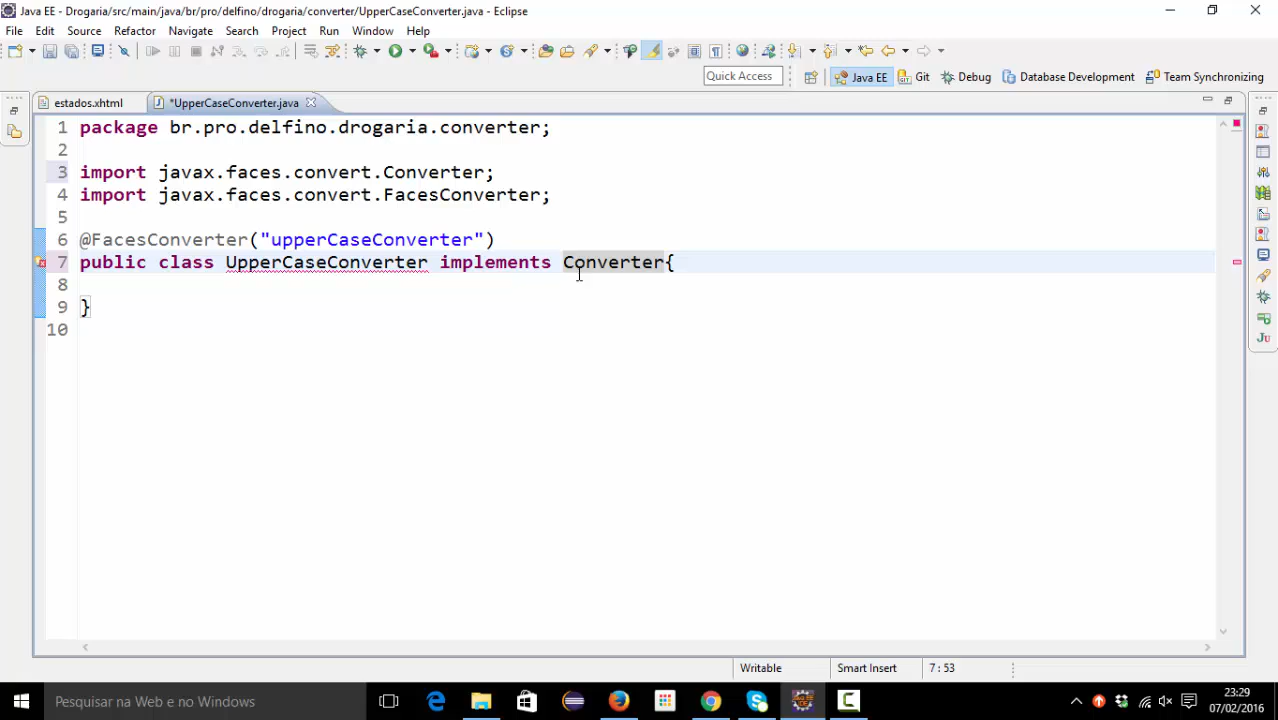 Java EE - Drogaria/src/main/java/br/pro/delfino/drogaria/converter/UpperCaseConverter.java - Eclipse
File Edit Source Refactor Navigate Search Project Run Window Help
Quick Access Java EE Git Debug Database Development Team Synchronizing
estados.xhtml *UpperCaseConverter.java
1 package br.pro.delfino.drogaria.converter;
2
3 import javax.faces.convert.Converter;
4 import javax.faces.convert.FacesConverter;
5
6 @FacesConverter("upperCaseConverter")
7 public class UpperCaseConverter implements Converter{
8
9 }
10
Writable Smart Insert 7 : 53
Pesquisar na Web e no Windows
23:29
07/02/2016